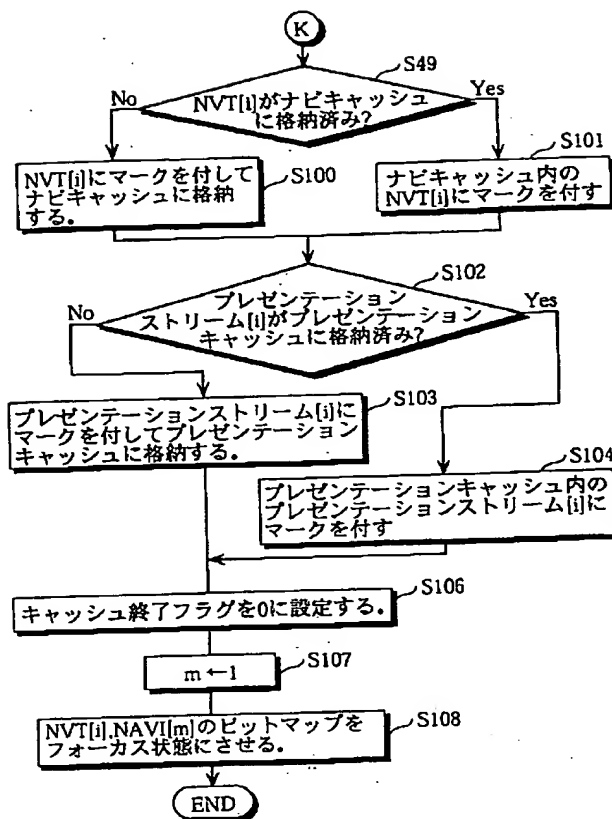 K
S49
No
NVT[i]がナビキャッシュ
に格納済み?
Yes
NVT[i]にマークを付して
ナビキャッシュに格納
する。
S100
S101
ナビキャッシュ内の
NVT[i]にマークを付す
S102
No
プレゼンテーション
ストリーム[i]がプレゼンテーション
キャッシュに格納済み?
Yes
S103
プレゼンテーションストリーム[i]に
マークを付してプレゼンテーション
キャッシュに格納する。
S104
プレゼンテーションキャッシュ内の
プレゼンテーションストリーム[i]に
マークを付す
S106
キャッシュ終了フラグを0に設定する。
S107
m←1
S108
NVT[i].NAVI[m]のビットマップを
フォーカス状態にさせる。
END